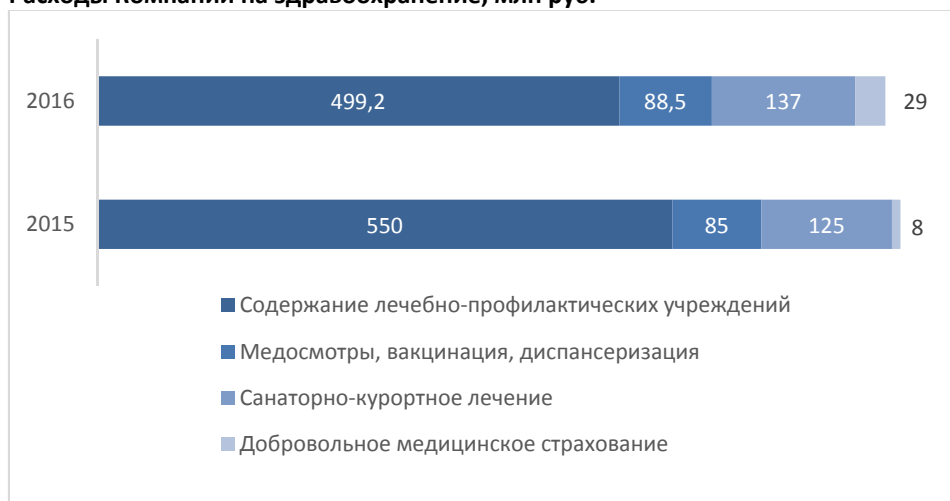 Расходы Компании на здравоохранение, млн руб.
2016
499,2
88,5
137
29
2015
550
85
125
8
Содержание лечебно-профилактических учреждений
Медосмотры, вакцинация, диспансеризация
Санаторно-курортное лечение
Добровольное медицинское страхование